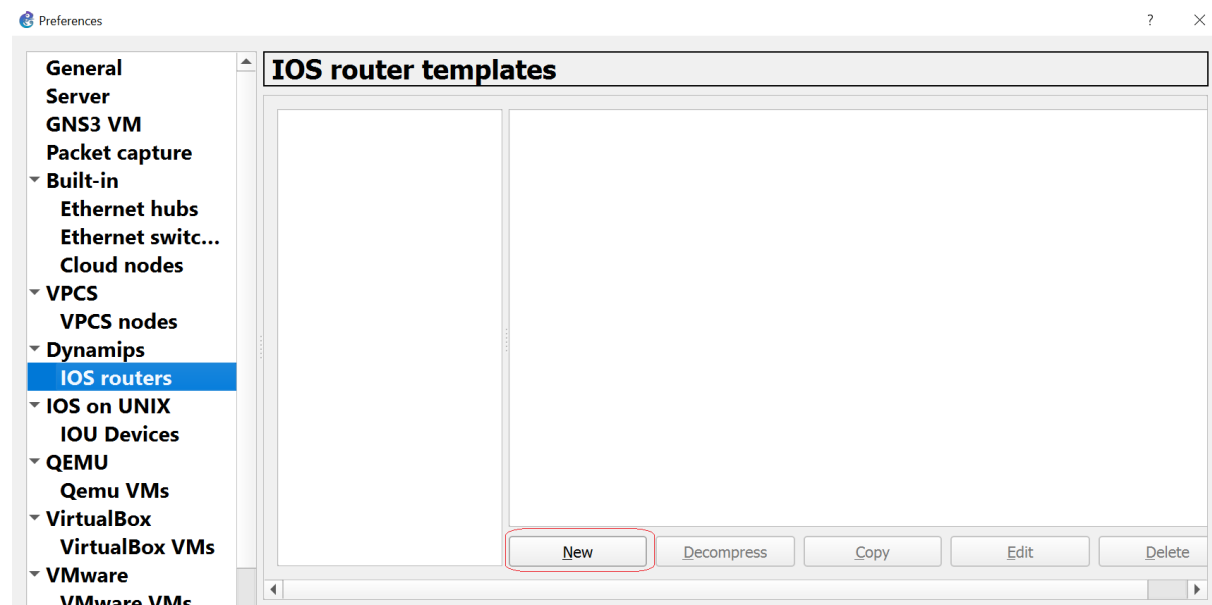 Preferences
?
General
Server
GNS3 VM
Packet capture
Built-in
Ethernet hubs
Ethernet switc...
Cloud nodes
VPCS
VPCS nodes
Dynamips
IOS routers
IOS on UNIX
IOU Devices
QEMU
Qemu VMs
VirtualBox
VirtualBox VMs
VMware
VMware VMs
IOS router templates
New
Decompress
Copy
Edit
Delete